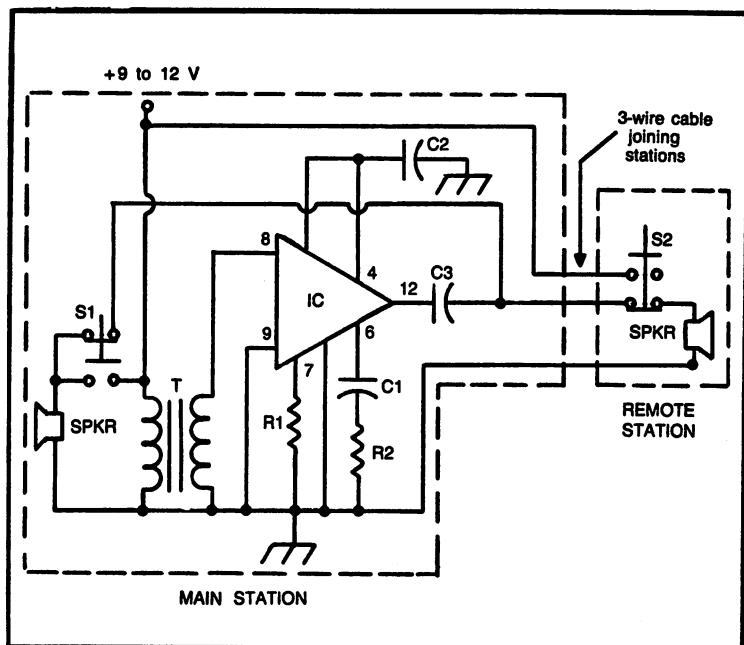 +9 to 12 V
3-wire cable
joining
stations
C2
S2
8
4
S1
IC
12
C3
9
6
SPKR
T
7
C1
SPKR
R1
R2
REMOTE
STATION
MAIN STATION